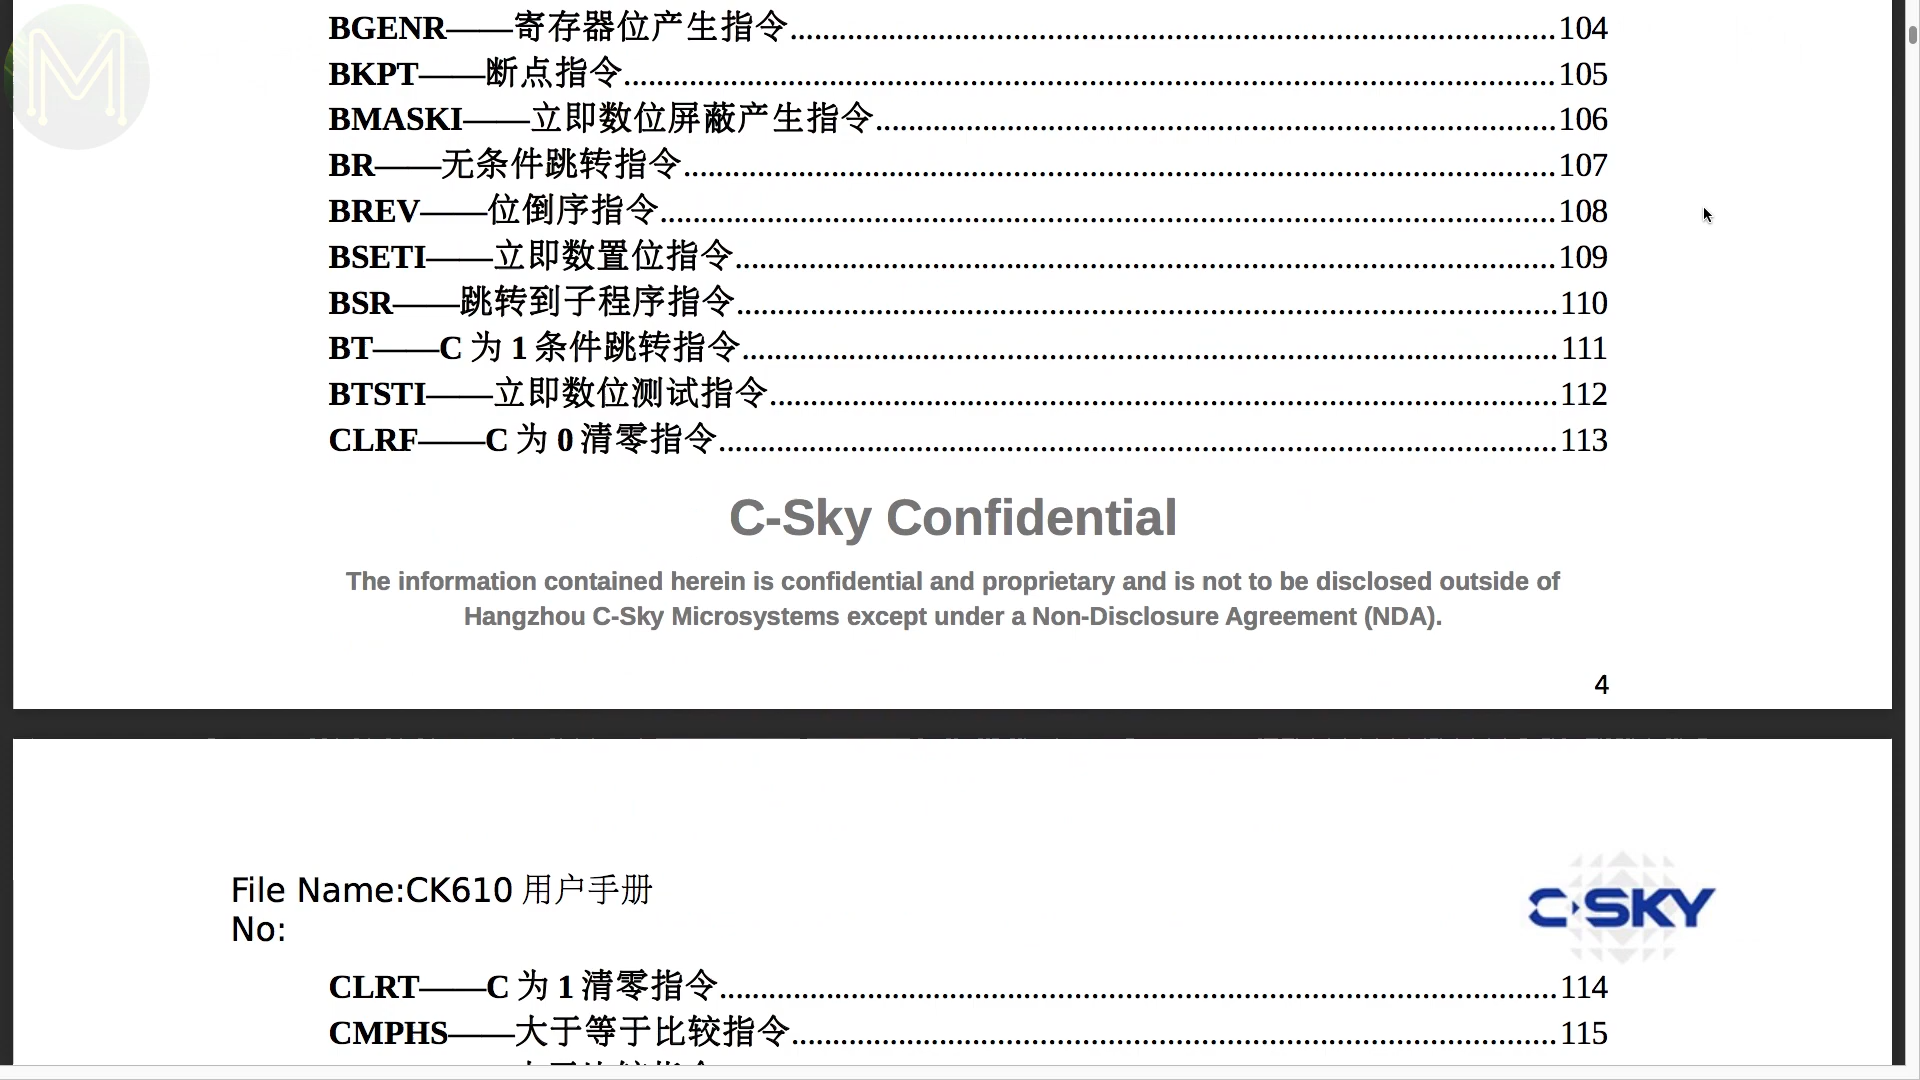 BGENR——寄存器位产生指令........................104
BKPT——断点指令........................105
BMASKI——立即数位屏蔽产生指令........................106
BR——无条件跳转指令........................107
BREV——位倒序指令........................108
BSETI——立即数置位指令........................109
BSR——跳转到子程序指令........................110
BT——C 为 1 条件跳转指令........................111
BTSTI——立即数位测试指令........................112
CLRF——C 为 0 清零指令........................113
C-Sky Confidential
The information contained herein is confidential and proprietary and is not to be disclosed outside of
Hangzhou C-Sky Microsystems except under a Non-Disclosure Agreement (NDA).
4
File Name:CK610 用户手册
No:
C-SKY
CLRT——C 为 1 清零指令........................114
CMPHS——大于等于比较指令........................115